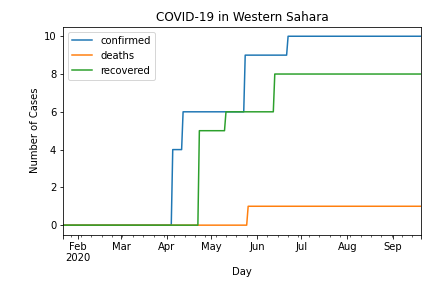 COVID-19 in Western Sahara
confirmed
deaths
recovered
Number of Cases
10
8
6
4
2
0
Feb Mar Apr May Jun Jul Aug Sep
2020
Day